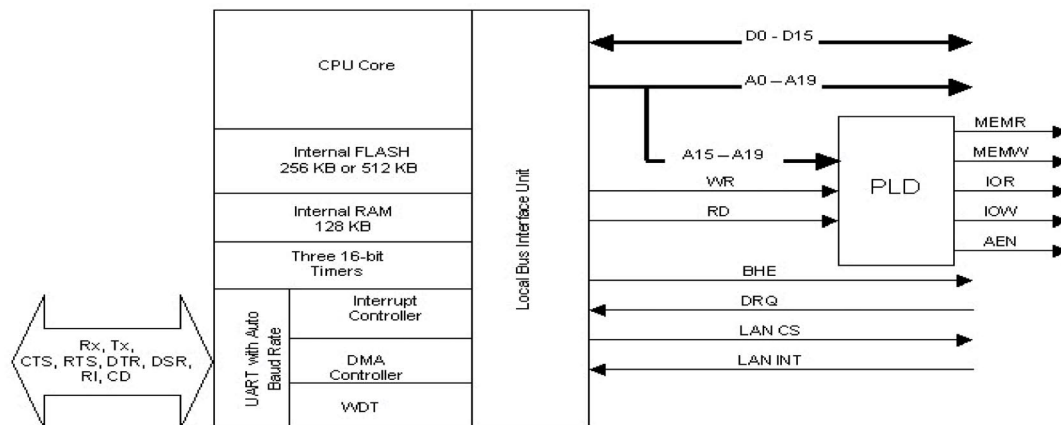 CPU Core
Internal FLASH
256 KB or 512 KB
Internal RAM
128 KB
Three 16-bit
Timers
UART with Auto
Baud Rate
Interrupt
Controller
DMA
Controller
WDT
Local Bus Interface Unit
Rx, Tx,
CTS, RTS, DTR, DSR,
RI, CD
D0 - D15
A0 – A19
A15 – A19
WR
RD
PLD
MEMR
MEMW
IOR
IOW
AEN
BHE
DRQ
LAN CS
LAN INT